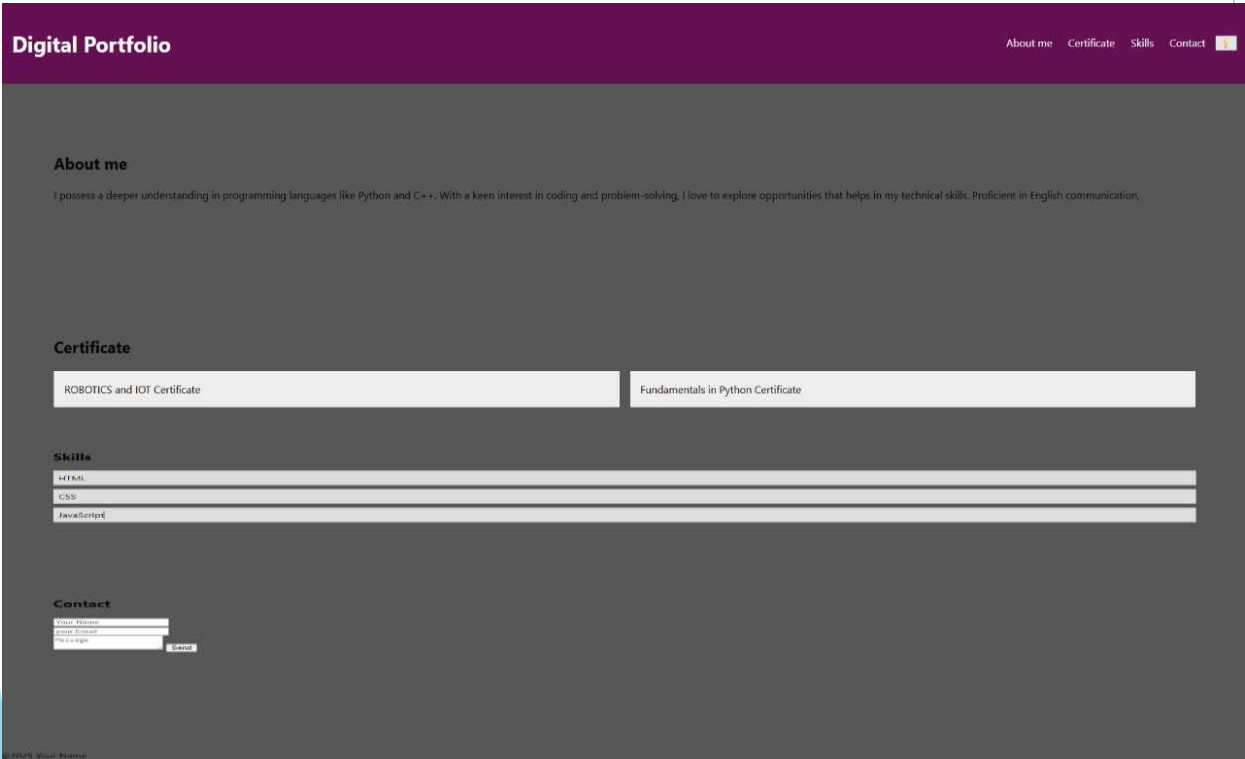 Digital Portfolio
About me Certificate Skills Contact
About me
I possess a deeper understanding in programming languages like Python and C++. With a keen interest in coding and problem-solving, I love to explore opportunities that helps in my technical skills. Proficient in English communication,
Certificate
ROBOTICS and IOT Certificate
Fundamentals in Python Certificate
Skills
HTML
CSS
JavaScript
Contact
Your Name
your Email
Message
Send
©2025 Your Name